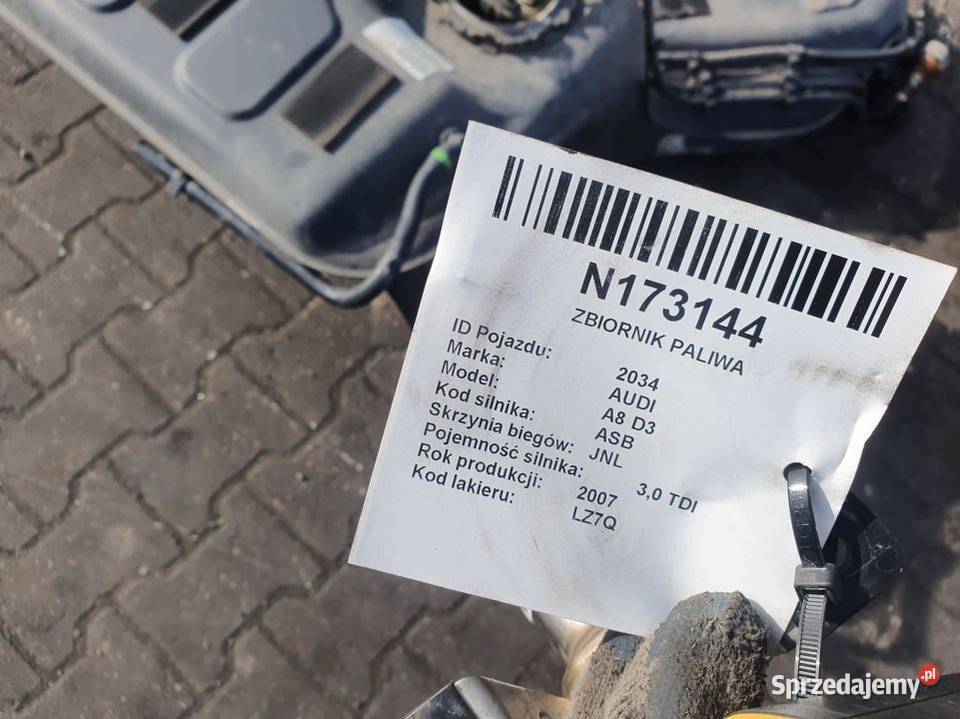 N173144
ZBIORNIK PALIWA
ID Pojazdu: 2034
Marka: AUDI
Model: A8 D3
Kod silnika: ASB
Skrzynia biegów: JNL
Pojemność silnika: 3,0 TDI
Rok produkcji: 2007
Kod lakieru: LZ7Q
Sprzedajemy.pl